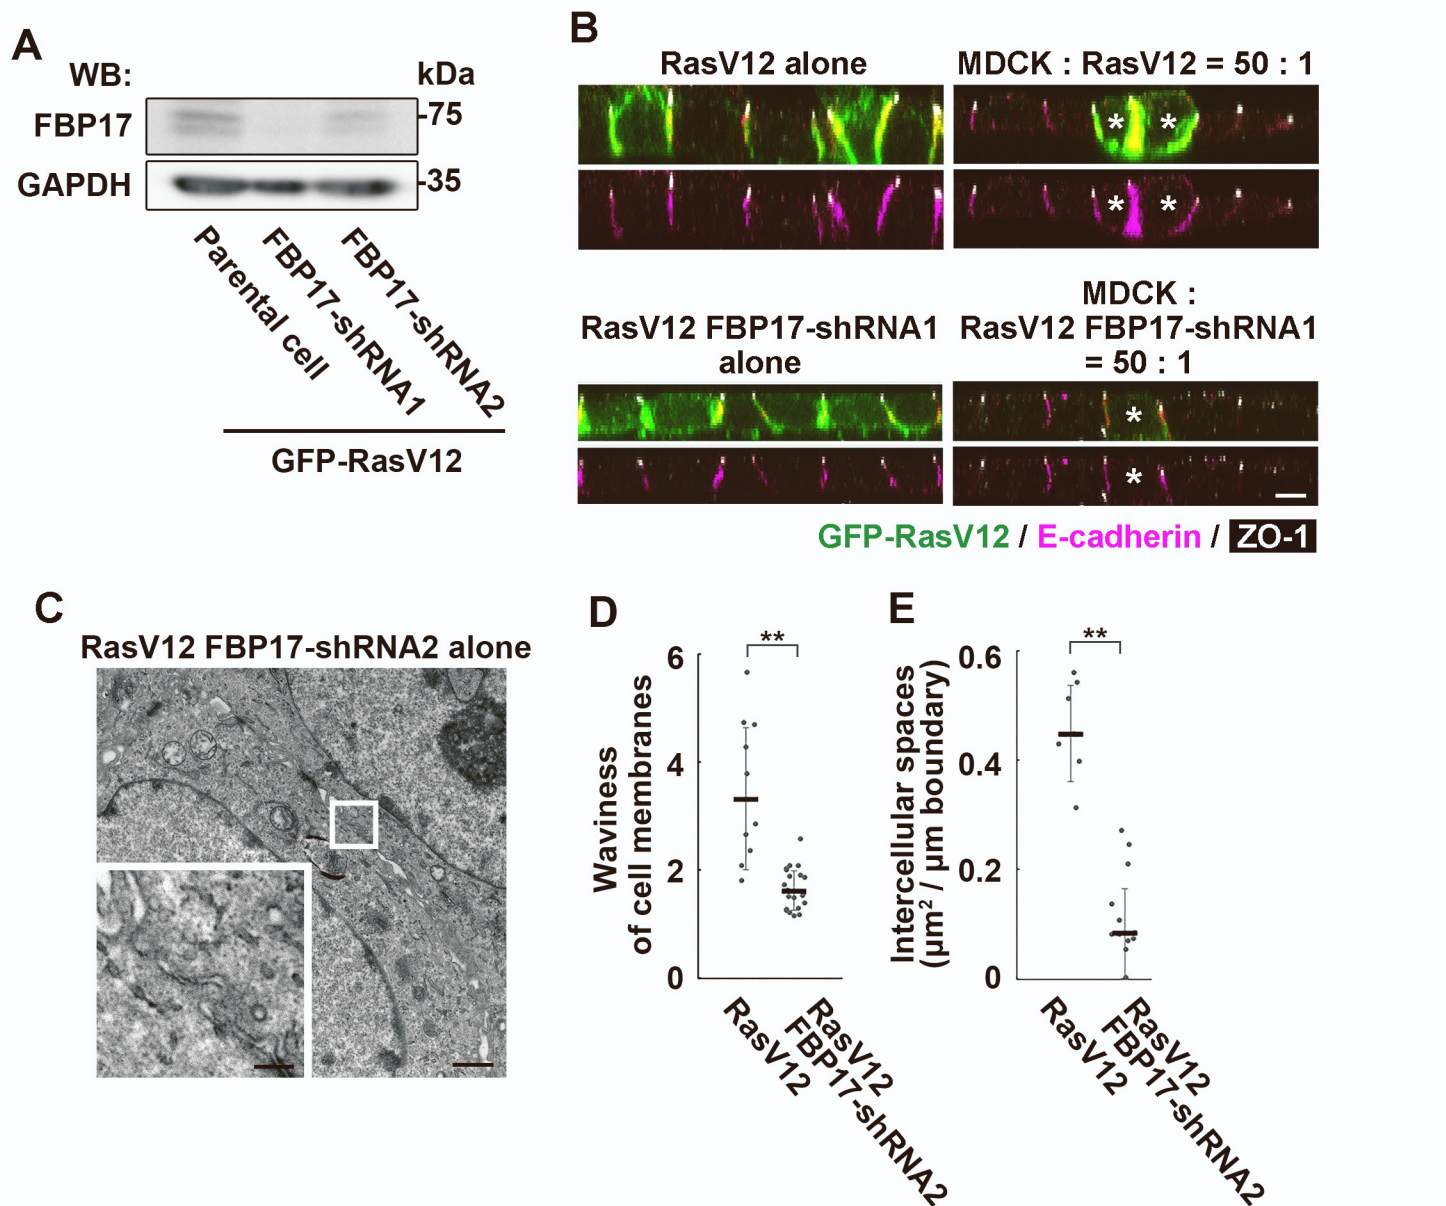 A
WB:
kDa
FBP17
-75
GAPDH
-35
Parental cell
FBP17-shRNA1
FBP17-shRNA2
GFP-RasV12
B
RasV12 alone
MDCK : RasV12 = 50 : 1
* *
* *
RasV12 FBP17-shRNA1
alone
MDCK :
RasV12 FBP17-shRNA1
= 50 : 1
*
*
GFP-RasV12 / E-cadherin / ZO-1
C
RasV12 FBP17-shRNA2 alone
D
**
Waviness
of cell membranes
6
4
2
0
RasV12
RasV12
FBP17-shRNA2
E
**
Intercellular spaces
(μm² / μm boundary)
0.6
0.4
0.2
0
RasV12
RasV12
FBP17-shRNA2